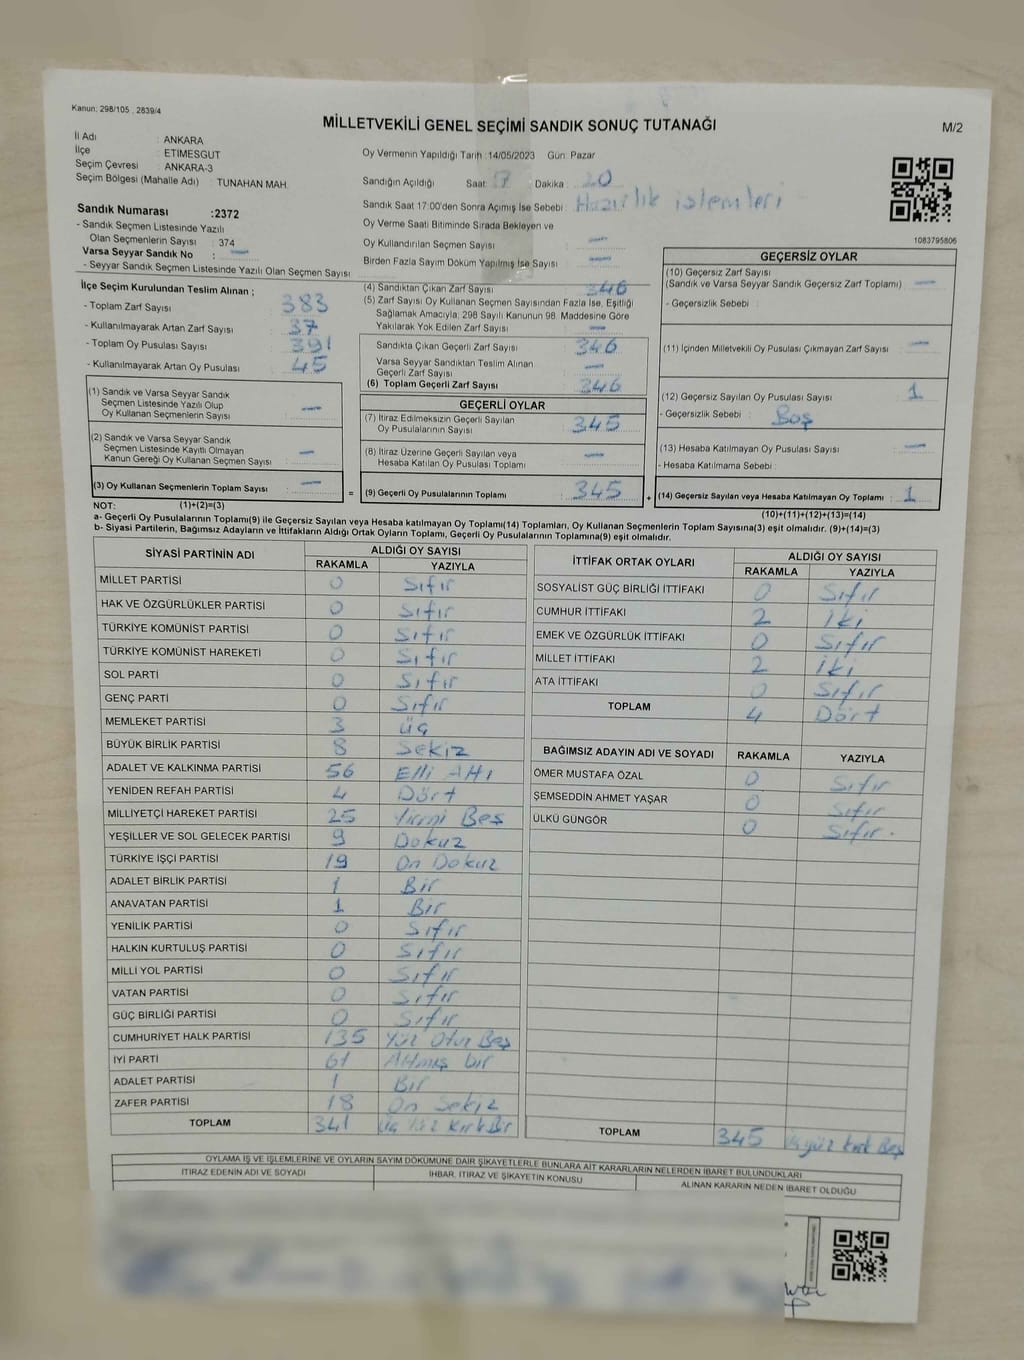 Kanun: 298/105 , 2839/4
MİLLETVEKİLİ GENEL SEÇİMİ SANDIK SONUÇ TUTANAĞI
M/2
İl Adı : ANKARA
İlçe : ETIMESGUT
Seçim Çevresi : ANKARA-3
Seçim Bölgesi (Mahalle Adı) : TUNAHAN MAH.
Oy Vermenin Yapıldığı Tarih :14/05/2023 Gün: Pazar
Sandığın Açıldığı Saat: 17 Dakika : 20
Sandık Saat 17:00'den Sonra Açımış İse Sebebi : Hazırlık işlemleri
Sandık Numarası :2372
- Sandık Seçmen Listesinde Yazılı
Olan Seçmenlerin Sayısı : 374
Varsa Seyyar Sandık No : —
- Seyyar Sandık Seçmen Listesinde Yazılı Olan Seçmen Sayısı
Oy Verme Saati Bitiminde Sırada Bekleyen ve
Oy Kullandırılan Seçmen Sayısı : —
Birden Fazla Sayım Döküm Yapılmış İse Sayısı : —
1083795806
İlçe Seçim Kurulundan Teslim Alınan ;
- Toplam Zarf Sayısı : 383
- Kullanılmayarak Artan Zarf Sayısı : 37
- Toplam Oy Pusulası Sayısı : 391
- Kullanılmayarak Artan Oy Pusulası : 45
(1) Sandık ve Varsa Seyyar Sandık
Seçmen Listesinde Yazılı Olup
Oy Kullanan Seçmenlerin Sayısı : —
(2) Sandık ve Varsa Seyyar Sandık
Seçmen Listesinde Kayıtlı Olmayan
Kanun Gereği Oy Kullanan Seçmen Sayısı : —
(3) Oy Kullanan Seçmenlerin Toplam Sayısı : —
(4) Sandıktan Çıkan Zarf Sayısı : 346
(5) Zarf Sayısı Oy Kullanan Seçmen Sayısından Fazla İse, Eşitliği
Sağlamak Amacıyla; 298 Sayılı Kanunun 98. Maddesine Göre
Yakılarak Yok Edilen Zarf Sayısı : —
Sandıkta Çıkan Geçerli Zarf Sayısı : 346
Varsa Seyyar Sandıktan Teslim Alınan
Geçerli Zarf Sayısı : —
(6) Toplam Geçerli Zarf Sayısı : 346
GEÇERLİ OYLAR
(7) İtiraz Edilmeksizin Geçerli Sayılan
Oy Pusulalarının Sayısı : 345
(8) İtiraz Üzerine Geçerli Sayılan veya
Hesaba Katılan Oy Pusulası Toplamı : —
= (9) Geçerli Oy Pusulalarının Toplamı : 345 +
GEÇERSİZ OYLAR
(10) Geçersiz Zarf Sayısı
(Sandık ve Varsa Seyyar Sandık Geçersiz Zarf Toplamı) : —
- Geçersizlik Sebebi :
(11) İçinden Milletvekili Oy Pusulası Çıkmayan Zarf Sayısı : —
(12) Geçersiz Sayılan Oy Pusulası Sayısı : 1
- Geçersizlik Sebebi : Boş
(13) Hesaba Katılmayan Oy Pusulası Sayısı : —
- Hesaba Katılmama Sebebi :
(14) Geçersiz Sayılan veya Hesaba Katılmayan Oy Toplamı : 1
NOT: (1)+(2)=(3)
(10)+(11)+(12)+(13)=(14)
a- Geçerli Oy Pusulalarının Toplamı(9) ile Geçersiz Sayılan veya Hesaba katılmayan Oy Toplamı(14) Toplamları, Oy Kullanan Seçmenlerin Toplam Sayısına(3) eşit olmalıdır. (9)+(14)=(3)
b- Siyasi Partilerin, Bağımsız Adayların ve İttifakların Aldığı Ortak Oyların Toplamı, Geçerli Oy Pusulalarının Toplamına(9) eşit olmalıdır.
SİYASİ PARTİNİN ADI ALDIĞI OY SAYISI
RAKAMLA YAZIYLA
MİLLET PARTİSİ 0 Sıfır
HAK VE ÖZGÜRLÜKLER PARTİSİ 0 Sıfır
TÜRKİYE KOMÜNİST PARTİSİ 0 Sıfır
TÜRKİYE KOMÜNİST HAREKETİ 0 Sıfır
SOL PARTİ 0 Sıfır
GENÇ PARTİ 0 Sıfır
MEMLEKET PARTİSİ 3 Üç
BÜYÜK BİRLİK PARTİSİ 8 Sekiz
ADALET VE KALKINMA PARTİSİ 56 Elli Altı
YENİDEN REFAH PARTİSİ 4 Dört
MİLLİYETÇİ HAREKET PARTİSİ 25 Yirmi Beş
YEŞİLLER VE SOL GELECEK PARTİSİ 9 Dokuz
TÜRKİYE İŞÇİ PARTİSİ 19 On Dokuz
ADALET BİRLİK PARTİSİ 1 Bir
ANAVATAN PARTİSİ 1 Bir
YENİLİK PARTİSİ 0 Sıfır
HALKIN KURTULUŞ PARTİSİ 0 Sıfır
MİLLİ YOL PARTİSİ 0 Sıfır
VATAN PARTİSİ 0 Sıfır
GÜÇ BİRLİĞİ PARTİSİ 0 Sıfır
CUMHURİYET HALK PARTİSİ 135 Yüz Otuz Beş
İYİ PARTİ 61 Altmış bir
ADALET PARTİSİ 1 Bir
ZAFER PARTİSİ 18 On Sekiz
TOPLAM 341 Üç Yüz Kırk Bir
İTTİFAK ORTAK OYLARI ALDIĞI OY SAYISI
RAKAMLA YAZIYLA
SOSYALİST GÜÇ BİRLİĞİ İTTİFAKI 0 Sıfır
CUMHUR İTTİFAKI 2 İki
EMEK VE ÖZGÜRLÜK İTTİFAKI 0 Sıfır
MİLLET İTTİFAKI 2 İki
ATA İTTİFAKI 0 Sıfır
TOPLAM 4 Dört
BAĞIMSIZ ADAYIN ADI VE SOYADI RAKAMLA YAZIYLA
ÖMER MUSTAFA ÖZAL 0 Sıfır
ŞEMSEDDİN AHMET YAŞAR 0 Sıfır
ÜLKÜ GÜNGÖR 0 Sıfır.
TOPLAM 345 Üçyüz Kırk Beş
OYLAMA İŞ VE İŞLEMLERİNE VE OYLARIN SAYIM DÖKÜMÜNE DAİR ŞİKAYETLERLE BUNLARA AİT KARARLARIN NELERDEN İBARET BULUNDUKLARI
İTİRAZ EDENİN ADI VE SOYADI İHBAR, İTİRAZ VE ŞİKAYETİN KONUSU ALINAN KARARIN NEDEN İBARET OLDUĞU